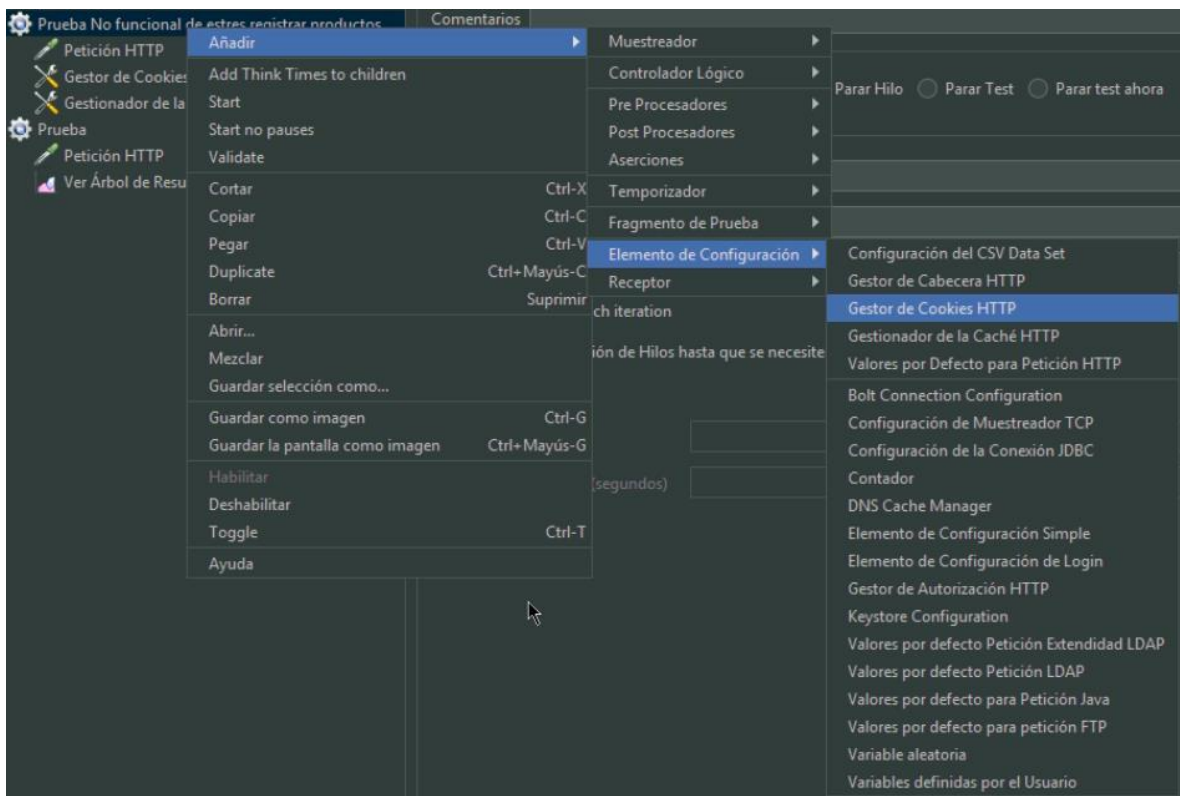 Prueba No funcional de estres registrar productos
Petición HTTP
Gestor de Cookies
Gestionador de la
Prueba
Petición HTTP
Ver Árbol de Resu
Comentarios
Parar Hilo
Parar Test
Parar test ahora
ch iteration
ión de Hilos hasta que se necesite
(segundos)
Añadir
Add Think Times to children
Start
Start no pauses
Validate
Cortar Ctrl-X
Copiar Ctrl-C
Pegar Ctrl-V
Duplicate Ctrl+Mayús-C
Borrar Suprimir
Abrir...
Mezclar
Guardar selección como...
Guardar como imagen Ctrl-G
Guardar la pantalla como imagen Ctrl+Mayús-G
Habilitar
Deshabilitar
Toggle Ctrl-T
Ayuda
Muestreador
Controlador Lógico
Pre Procesadores
Post Procesadores
Aserciones
Temporizador
Fragmento de Prueba
Elemento de Configuración
Receptor
Configuración del CSV Data Set
Gestor de Cabecera HTTP
Gestor de Cookies HTTP
Gestionador de la Caché HTTP
Valores por Defecto para Petición HTTP
Bolt Connection Configuration
Configuración de Muestreador TCP
Configuración de la Conexión JDBC
Contador
DNS Cache Manager
Elemento de Configuración Simple
Elemento de Configuración de Login
Gestor de Autorización HTTP
Keystore Configuration
Valores por defecto Petición Extendidad LDAP
Valores por defecto Petición LDAP
Valores por defecto para Petición Java
Valores por defecto para petición FTP
Variable aleatoria
Variables definidas por el Usuario